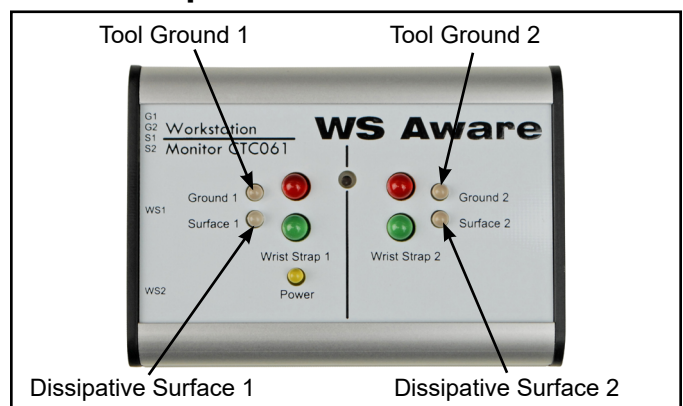 Tool Ground 1
Tool Ground 2
G1
G2
S1
S2
Workstation
Monitor CTC061
WS Aware
Ground 1
Ground 2
WS1
Surface 1
Surface 2
Wrist Strap 1
Wrist Strap 2
WS2
Power
Dissipative Surface 1
Dissipative Surface 2